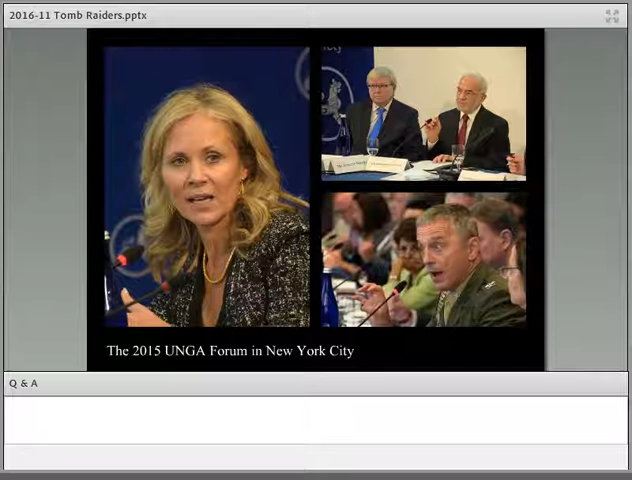 2016-11 Tomb Raiders.pptx
The 2015 UNGA Forum in New York City
Q & A